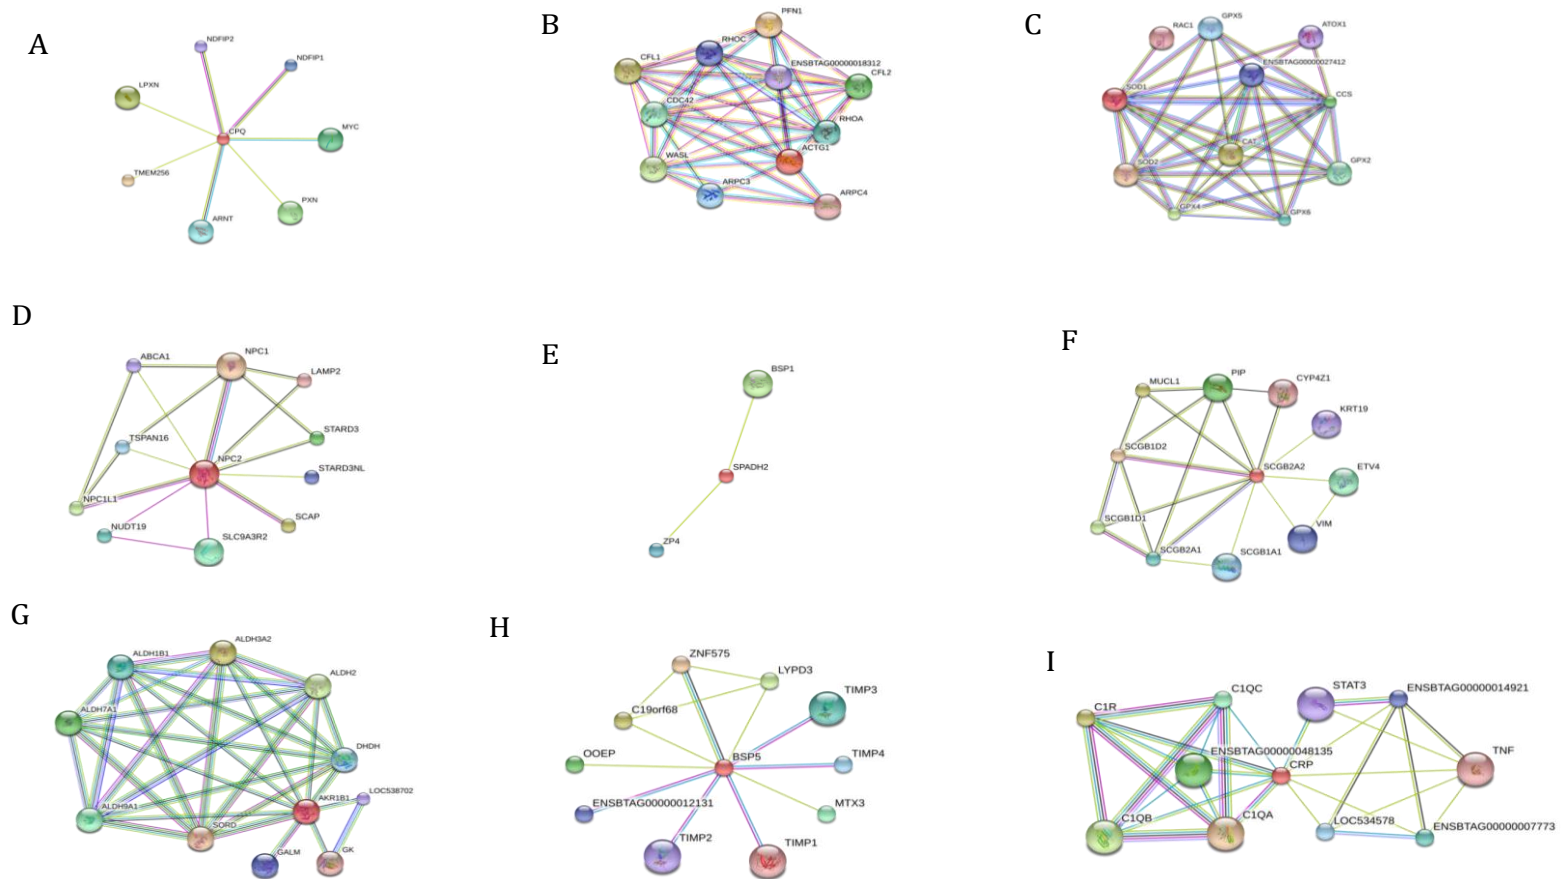 A
NDFIP2
NDFIP1
LPXN
CPQ
MYC
TMEM256
PXN
ARNT
B
PFN1
RHOC
CFL1
ENSBTAG00000018312
CFL2
CDC42
RHOA
WASL
ACTG1
ARPC3
ARPC4
C
GPX5
RAC1
ATOX1
ENSBTAG00000027412
SOD1
CCS
CAT
SOD2
GPX2
GPX4
GPX6
D
ABCA1
NPC1
LAMP2
TSPAN16
STARD3
NPC2
STARD3NL
NPC1L1
NUDT19
SCAP
SLC9A3R2
E
BSP1
SPADH2
ZP4
F
MUCL1
PIP
CYP4Z1
KRT19
SCGB1D2
SCGB2A2
ETV4
SCGB1D1
VIM
SCGB2A1
SCGB1A1
G
ALDH3A2
ALDH1B1
ALDH2
ALDH7A1
DHDH
LOC538702
ALDH9A1
AKR1B1
SORD
GALM
GK
H
ZNF575
LYPD3
TIMP3
C19orf68
OOEP
BSP5
TIMP4
ENSBTAG00000012131
MTX3
TIMP2
TIMP1
I
STAT3
ENSBTAG00000014921
C1QC
C1R
ENSBTAG00000048135
CRP
TNF
C1QB
C1QA
LOC534578
ENSBTAG00000007773